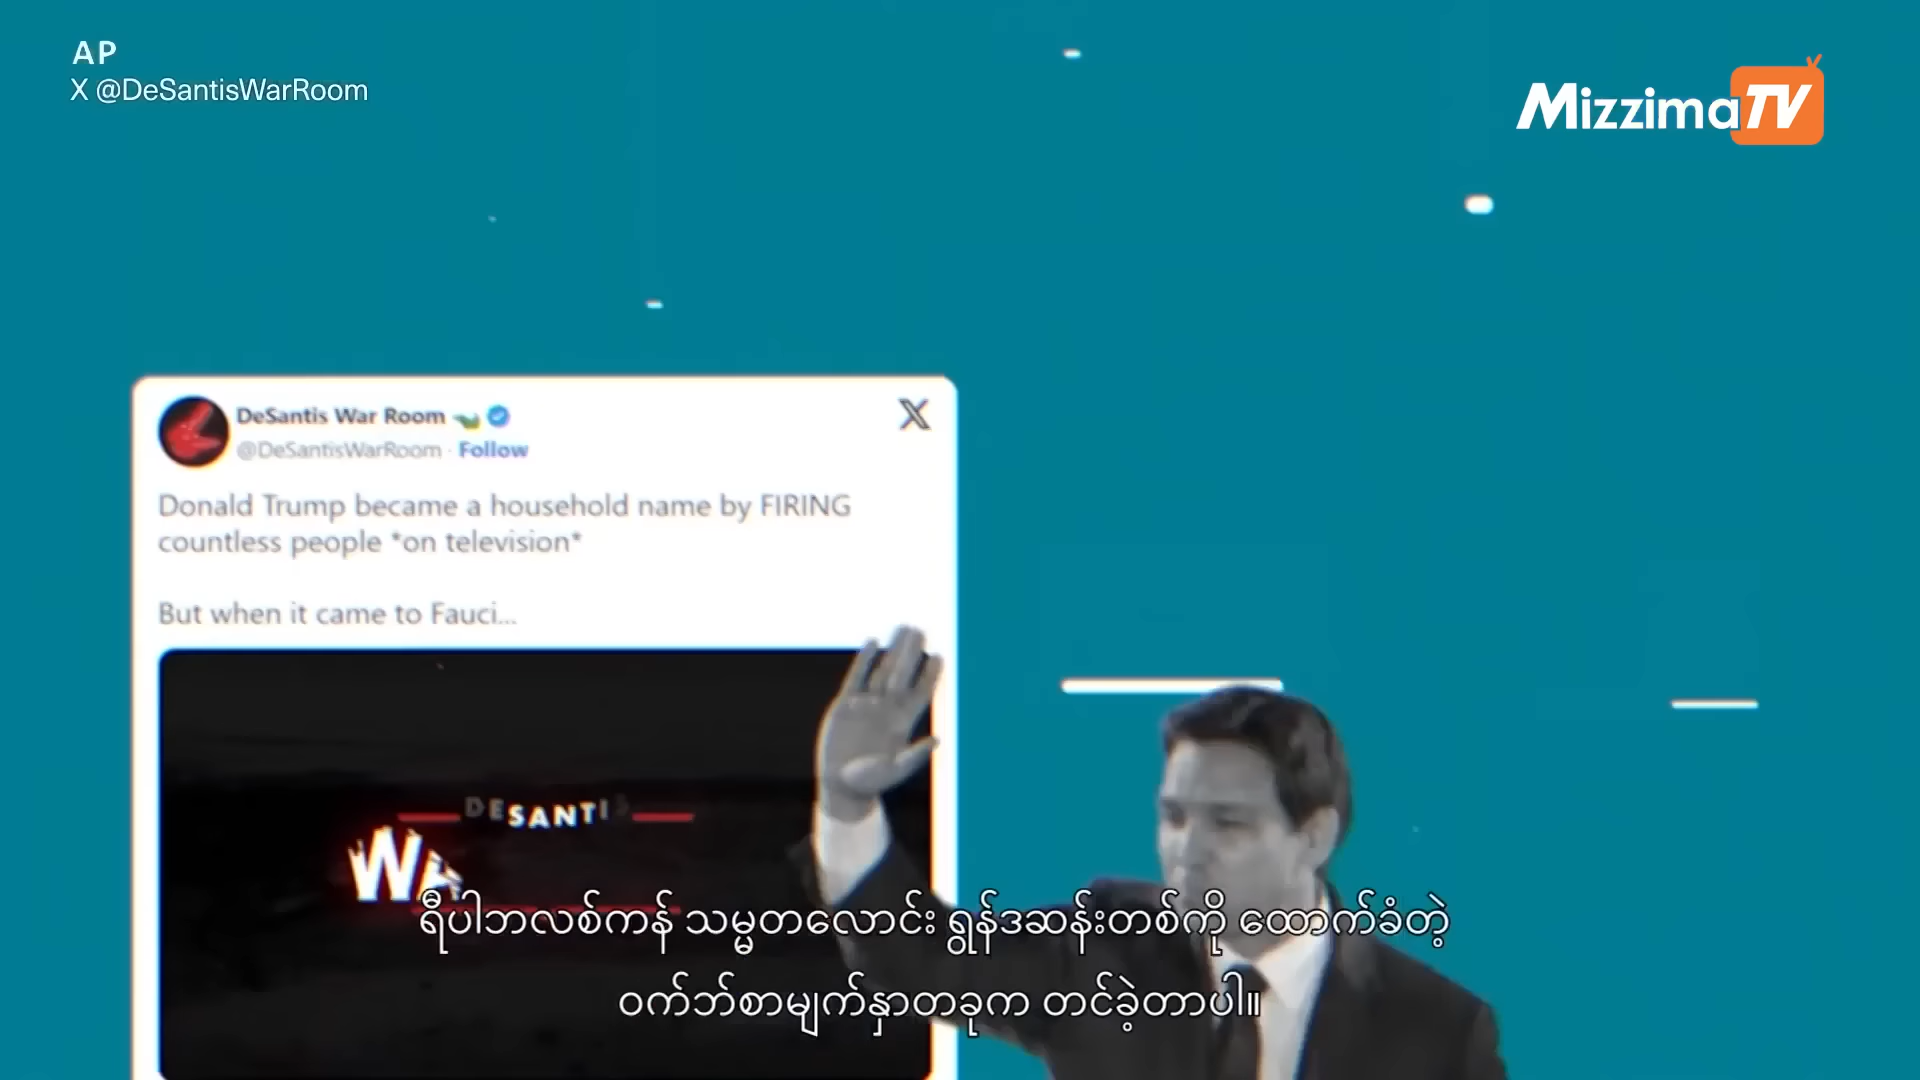 AP
X @DeSantisWarRoom
MizzimaTV
DeSantis War Room
@DeSantisWarRoom · Follow
Donald Trump became a household name by FIRING
countless people *on television*
But when it came to Fauci...
DESANTIS
WA
ရီပါဘလစ်ကန် သမ္မတလောင်း ရွန်ဒဆန်းတစ်ကို ထောက်ခံတဲ့
ဝက်ဘ်စာမျက်နှာတခုက တင်ခဲ့တာပါ။